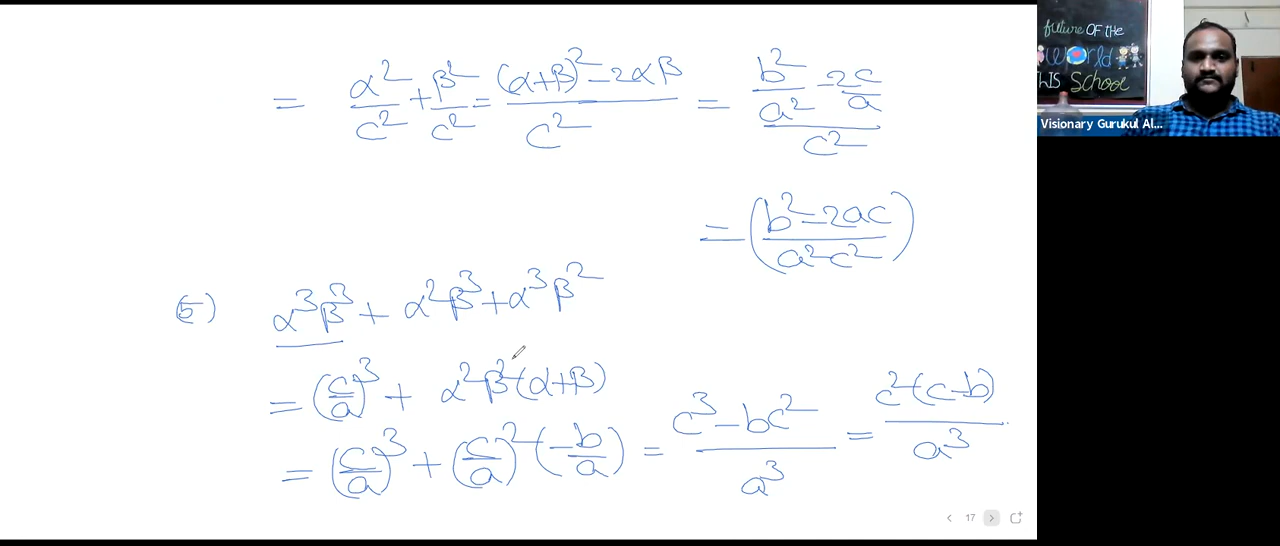 = α²/c² + β²/c² = ((α+β)² – 2αβ)/c² = (b²/a² – 2c/a)/c²
= ((b² – 2ac)/(a²c²))
5) α³β³ + α²β³ + α³β²
= (c/a)³ + α²β²(α+β)
= (c/a)³ + (c/a)²(–b/a) = (c³ – bc²)/a³ = c²(c–b)/a³
future OF the
World
THIS School
Visionary Gurukul Al...
17